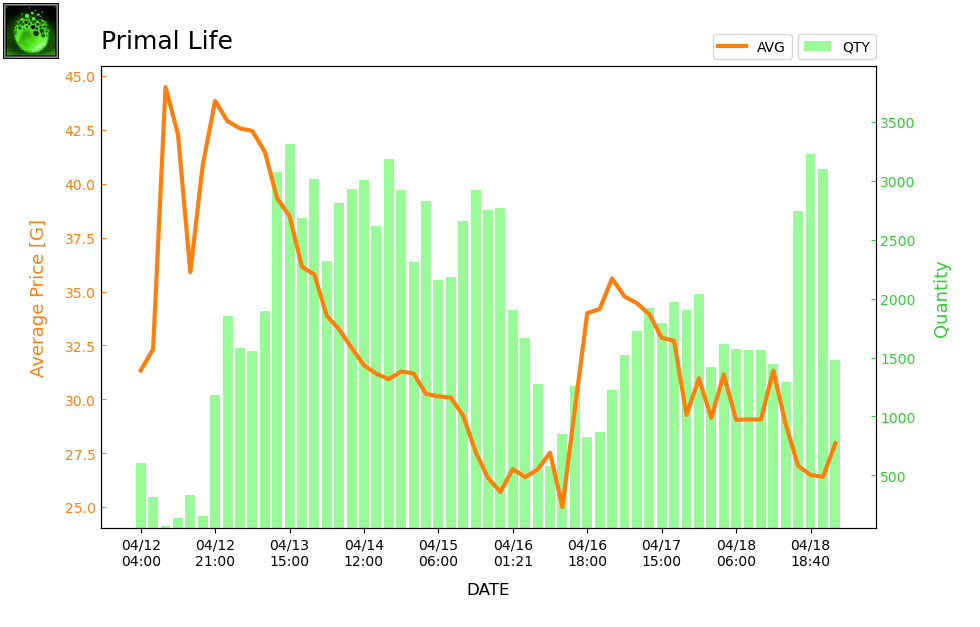 Primal Life
AVG
QTY
Average Price [G]
45.0
42.5
40.0
37.5
35.0
32.5
30.0
27.5
25.0
3500
3000
2500
2000
1500
1000
500
Quantity
04/12 04/12 04/13 04/14 04/15 04/16 04/16 04/17 04/18 04/18
04:00 21:00 15:00 12:00 06:00 01:21 18:00 15:00 06:00 18:40
DATE